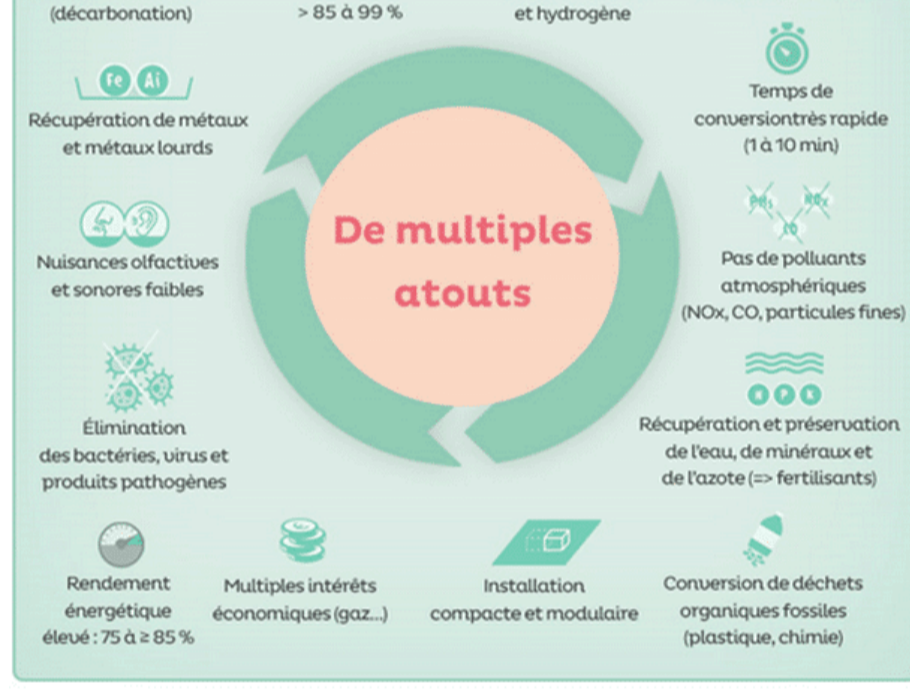 (décarbonation)
> 85 à 99 %
et hydrogène
Fe Al
Récupération de métaux
et métaux lourds
Temps de
conversiontrès rapide
(1 à 10 min)
De multiples
atouts
Nuisances olfactives
et sonores faibles
NOx
CO
Pas de polluants
atmosphériques
(NOx, CO, particules fines)
Élimination
des bactéries, virus et
produits pathogènes
N P K
Récupération et préservation
de l'eau, de minéraux et
de l'azote (=> fertilisants)
Rendement
énergétique
élevé : 75 à ≥ 85 %
Multiples intérêts
économiques (gaz...)
Installation
compacte et modulaire
Conversion de déchets
organiques fossiles
(plastique, chimie)